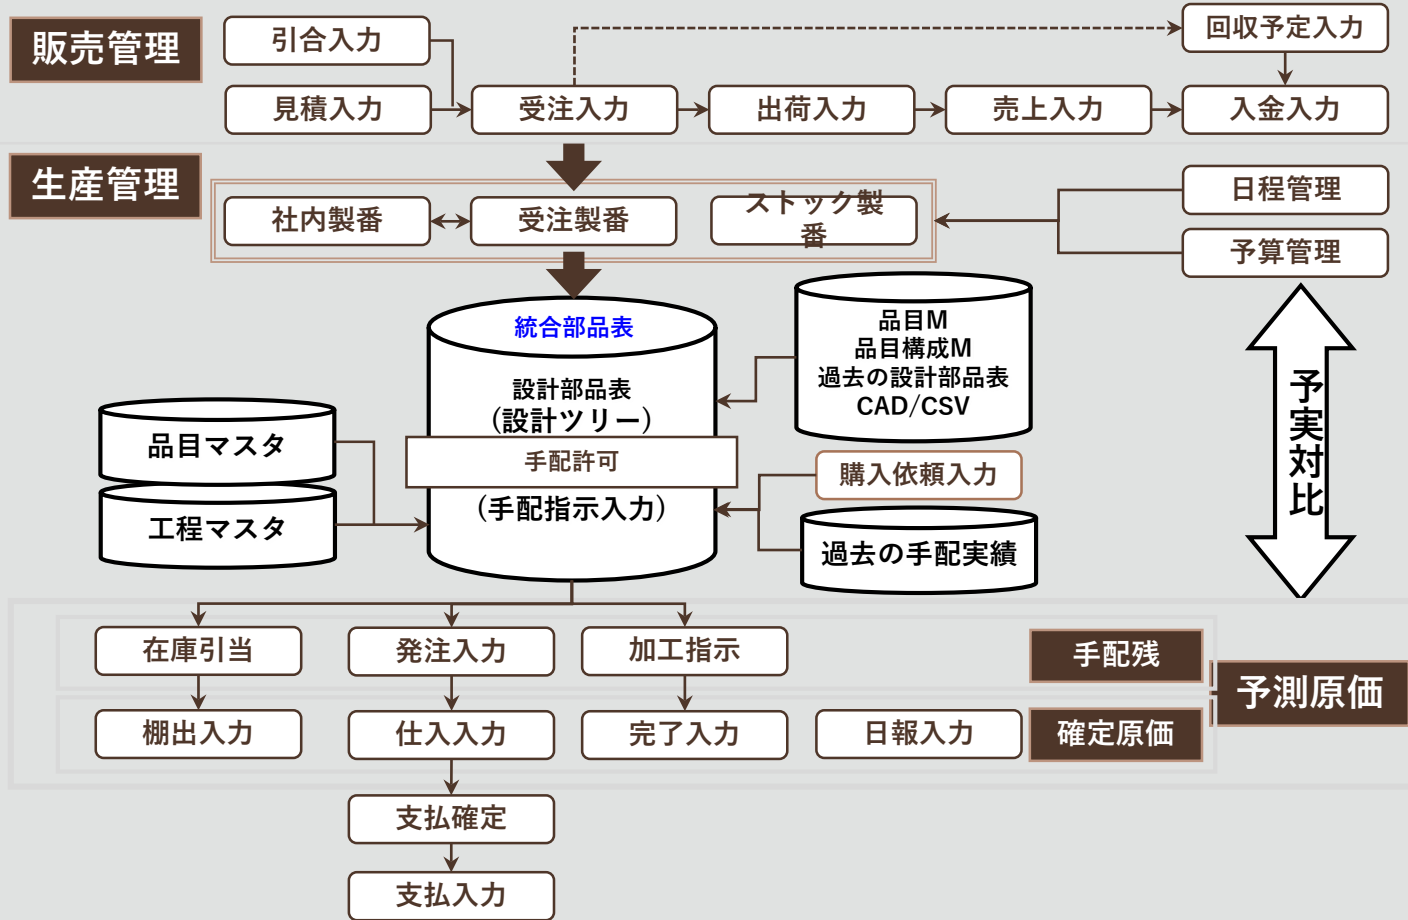 販売管理
引合入力
回収予定入力
見積入力
受注入力
出荷入力
売上入力
入金入力
生産管理
社内製番
受注製番
ストック製
番
日程管理
予算管理
統合部品表
設計部品表
(設計ツリー)
手配許可
(手配指示入力)
品目M
品目構成M
過去の設計部品表
CAD/CSV
品目マスタ
工程マスタ
購入依頼入力
過去の手配実績
予実対比
在庫引当
発注入力
加工指示
手配残
予測原価
棚出入力
仕入入力
完了入力
日報入力
確定原価
支払確定
支払入力